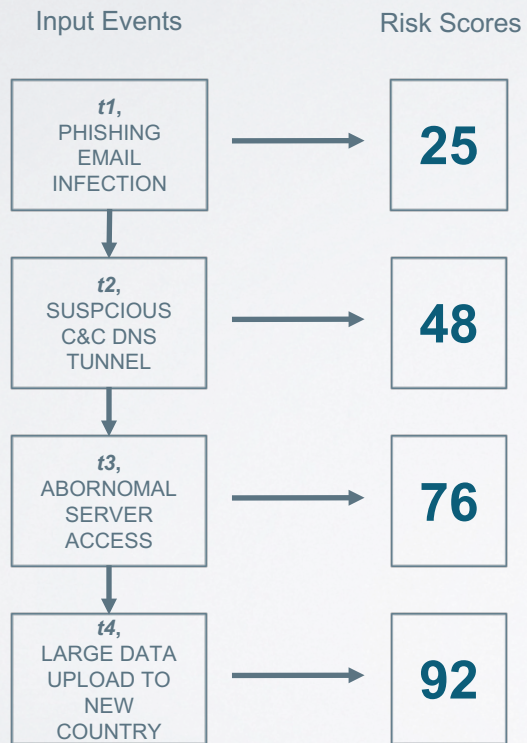 Input Events
Risk Scores
t1,
PHISHING
EMAIL
INFECTION
25
t2,
SUSPCIOUS
C&C DNS
TUNNEL
48
t3,
ABORNOMAL
SERVER
ACCESS
76
t4,
LARGE DATA
UPLOAD TO
NEW
COUNTRY
92